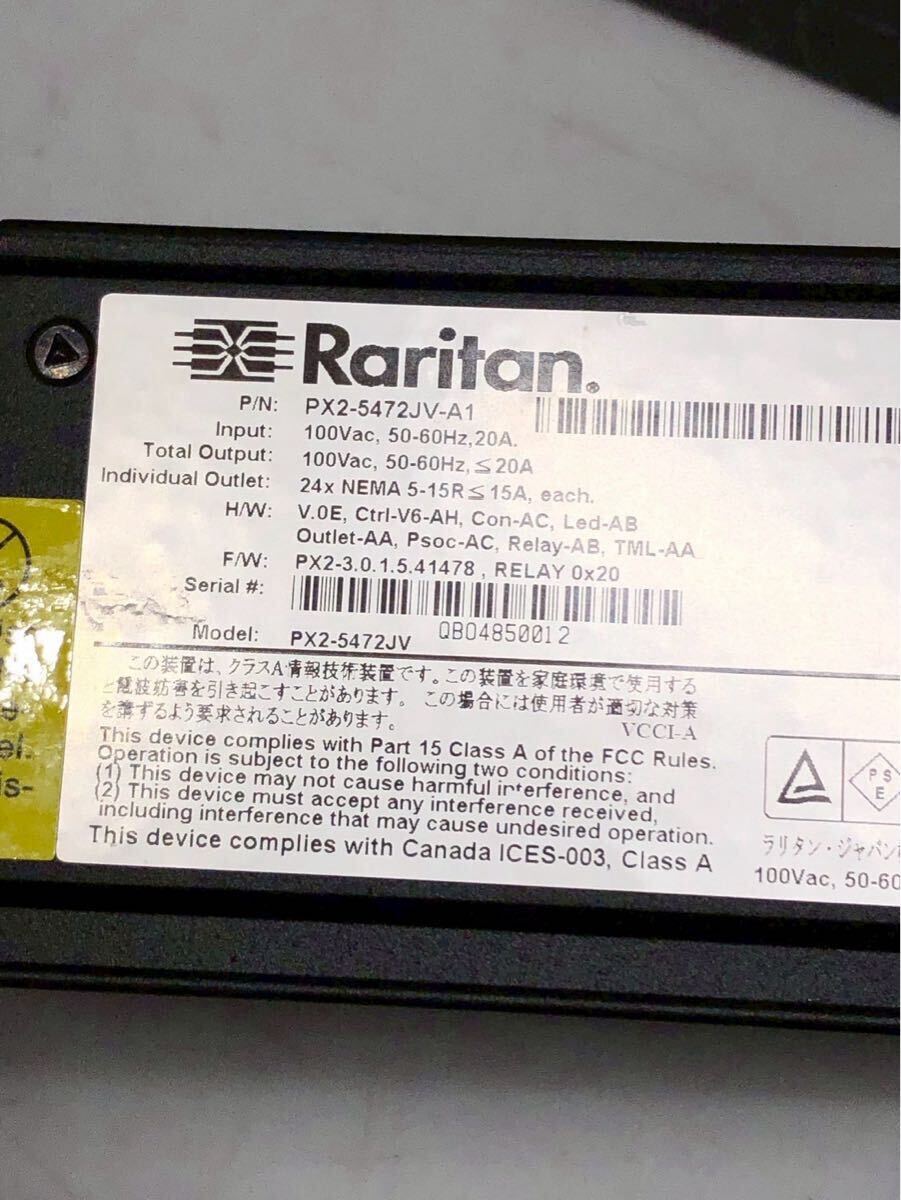 Raritan.
P/N: PX2-5472JV-A1
Input: 100Vac, 50-60Hz,20A.
Total Output: 100Vac, 50-60Hz,≦20A
Individual Outlet: 24x NEMA 5-15R≦15A, each.
H/W: V.0E, Ctrl-V6-AH, Con-AC, Led-AB
Outlet-AA, Psoc-AC, Relay-AB, TML-AA
F/W: PX2-3.0.1.5.41478 , RELAY 0x20
Serial #:
QBO4850012
Model: PX2-5472JV
この装置は、クラスA情報技術装置です。この装置を家庭環境で使用する
と電波妨害を引き起こすことがあります。 この場合には使用者が適切な対策
を講ずるよう要求されることがあります。 VCCI-A
This device complies with Part 15 Class A of the FCC Rules.
Operation is subject to the following two conditions:
(1) This device may not cause harmful interference, and
(2) This device must accept any interference received,
including interference that may cause undesired operation.
This device complies with Canada ICES-003, Class A
P S
E
ラリタン・ジャパン
100Vac, 50-60
el.
is-